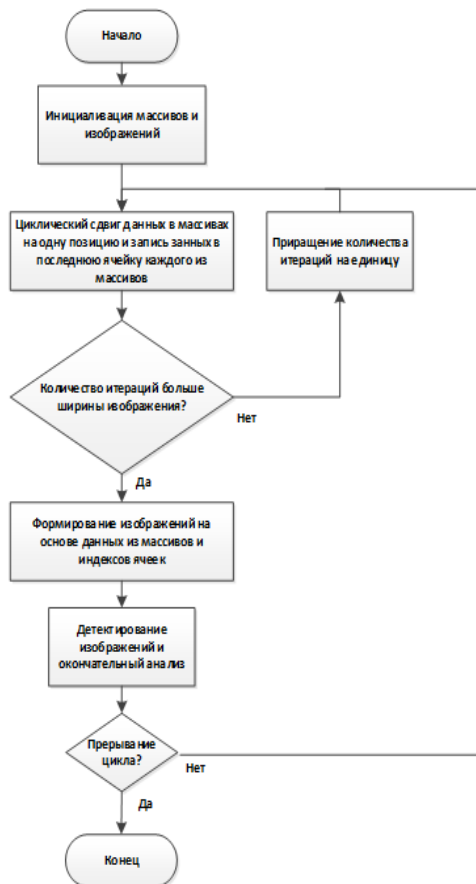 Начало
Инициаливация массивов и
изображений
Циклический сдвиг данных в массивах
на одну позицию и запись занных в
последнюю ячейку каждого из
массивов
Приращение количества
итераций на единицу
Количество итераций больше
ширины изображения?
Нет
Да
Формирование изображений на
основе данных из массивов и
индексов ячеек
Детектирование
изображений и
окончательный анализ
Прерывание
цикла?
Нет
Да
Конец